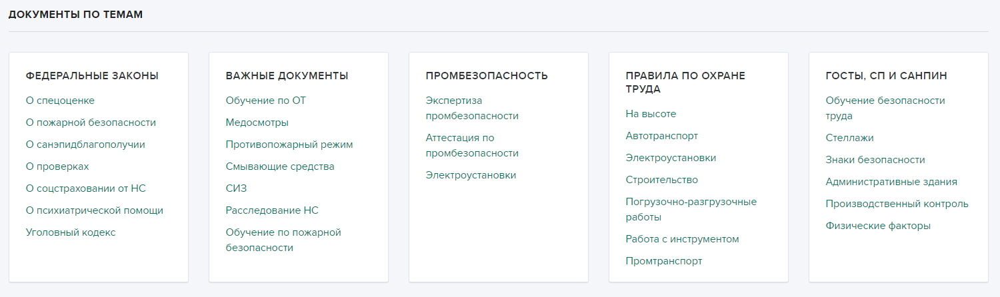 ДОКУМЕНТЫ ПО ТЕМАМ
ФЕДЕРАЛЬНЫЕ ЗАКОНЫ
О спецоценке
О пожарной безопасности
О санэпидблагополучии
О проверках
О соцстраховании от НС
О психиатрической помощи
Уголовный кодекс
ВАЖНЫЕ ДОКУМЕНТЫ
Обучение по ОТ
Медосмотры
Противопожарный режим
Смывающие средства
СИЗ
Расследование НС
Обучение по пожарной
безопасности
ПРОМБЕЗОПАСНОСТЬ
Экспертиза
промбезопасности
Аттестация по
промбезопасности
Электроустановки
ПРАВИЛА ПО ОХРАНЕ
ТРУДА
На высоте
Автотранспорт
Электроустановки
Строительство
Погрузочно-разгрузочные
работы
Работа с инструментом
Промтранспорт
ГОСТЫ, СП И САНПИН
Обучение безопасности
труда
Стеллажи
Знаки безопасности
Административные здания
Производственный контроль
Физические факторы